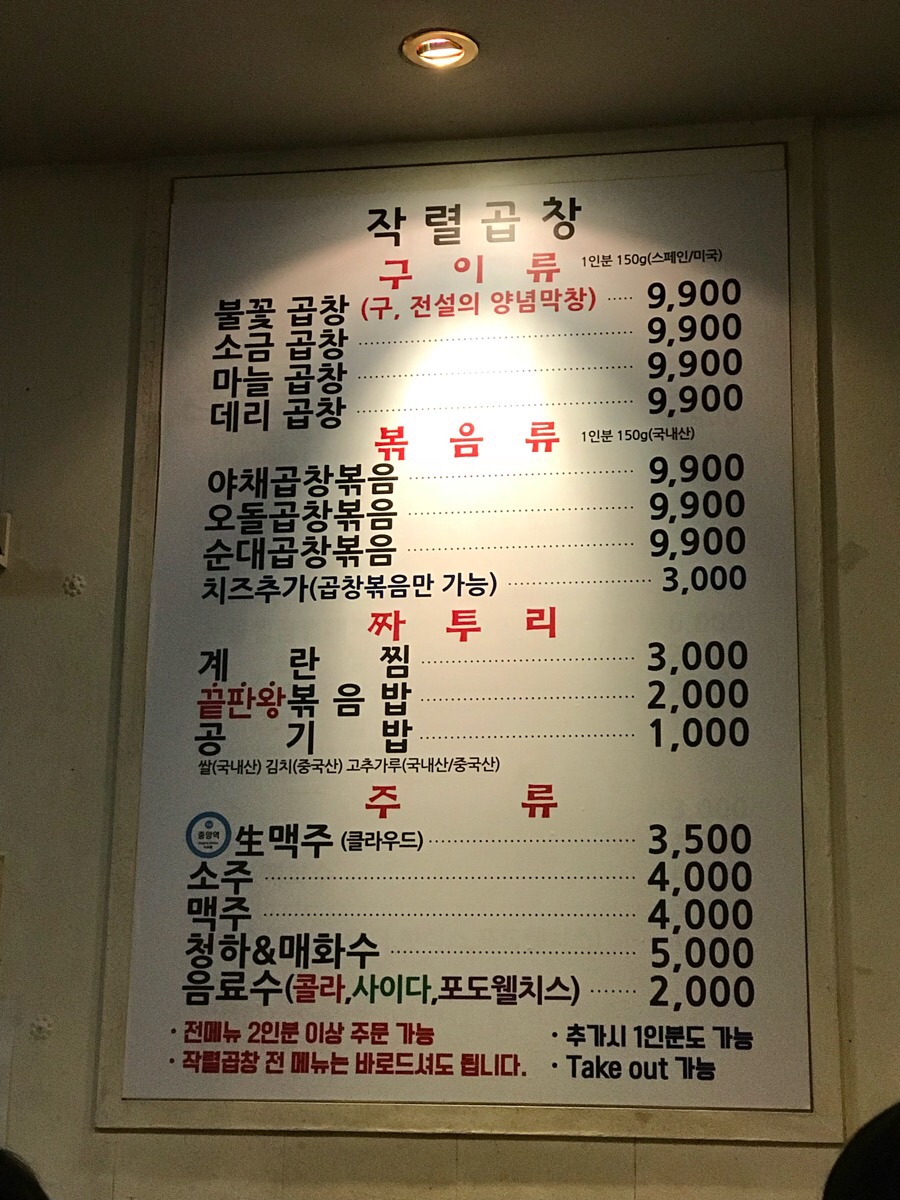 작렬곱창
구이류 1인분 150g(스페인/미국)
불꽃 곱창 (구, 전설의 양념막창) ····· 9,900
소금 곱창 ····· 9,900
마늘 곱창 ····· 9,900
데리 곱창 ····· 9,900
볶음류 1인분 150g(국내산)
야채곱창볶음 ····· 9,900
오돌곱창볶음 ····· 9,900
순대곱창볶음 ····· 9,900
치즈추가(곱창볶음만 가능) ····· 3,000
짜투리
계란찜 ····· 3,000
끝판왕볶음밥 ····· 2,000
공기밥 ····· 1,000
쌀(국내산) 김치(중국산) 고추가루(국내산/중국산)
주류
중앙역 生맥주 (클라우드) ····· 3,500
소주 ····· 4,000
맥주 ····· 4,000
청하&매화수 ····· 5,000
음료수(콜라,사이다,포도웰치스) ····· 2,000
· 전메뉴 2인분 이상 주문 가능 · 추가시 1인분도 가능
· 작렬곱창 전 메뉴는 바로드셔도 됩니다. · Take out 가능